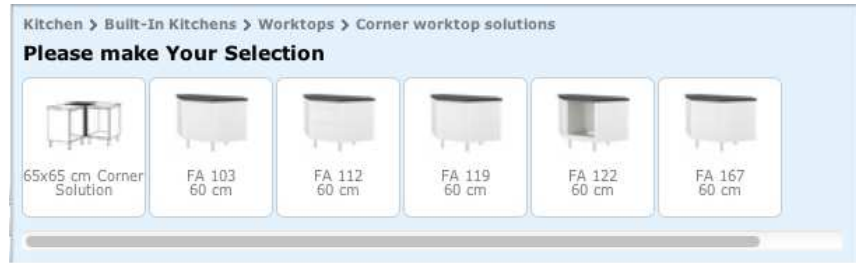 Kitchen > Built-In Kitchens > Worktops > Corner worktop solutions
Please make Your Selection
65x65 cm Corner
Solution
FA 103
60 cm
FA 112
60 cm
FA 119
60 cm
FA 122
60 cm
FA 167
60 cm